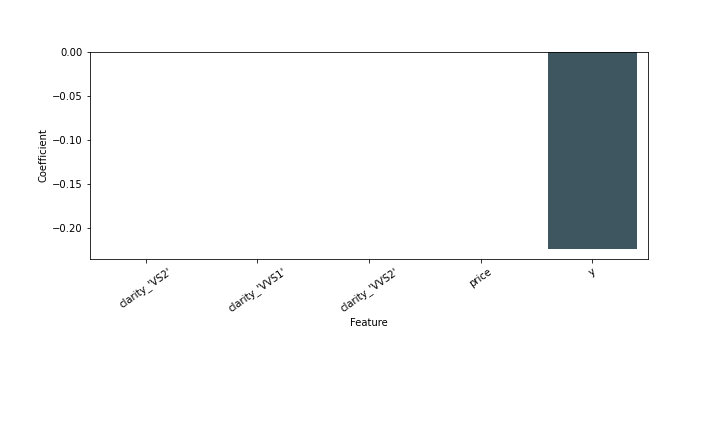 0.00
−0.05
−0.10
−0.15
−0.20
Coefficient
clarity_'VS2'
clarity_'VVS1'
clarity_'VVS2'
price
y
Feature